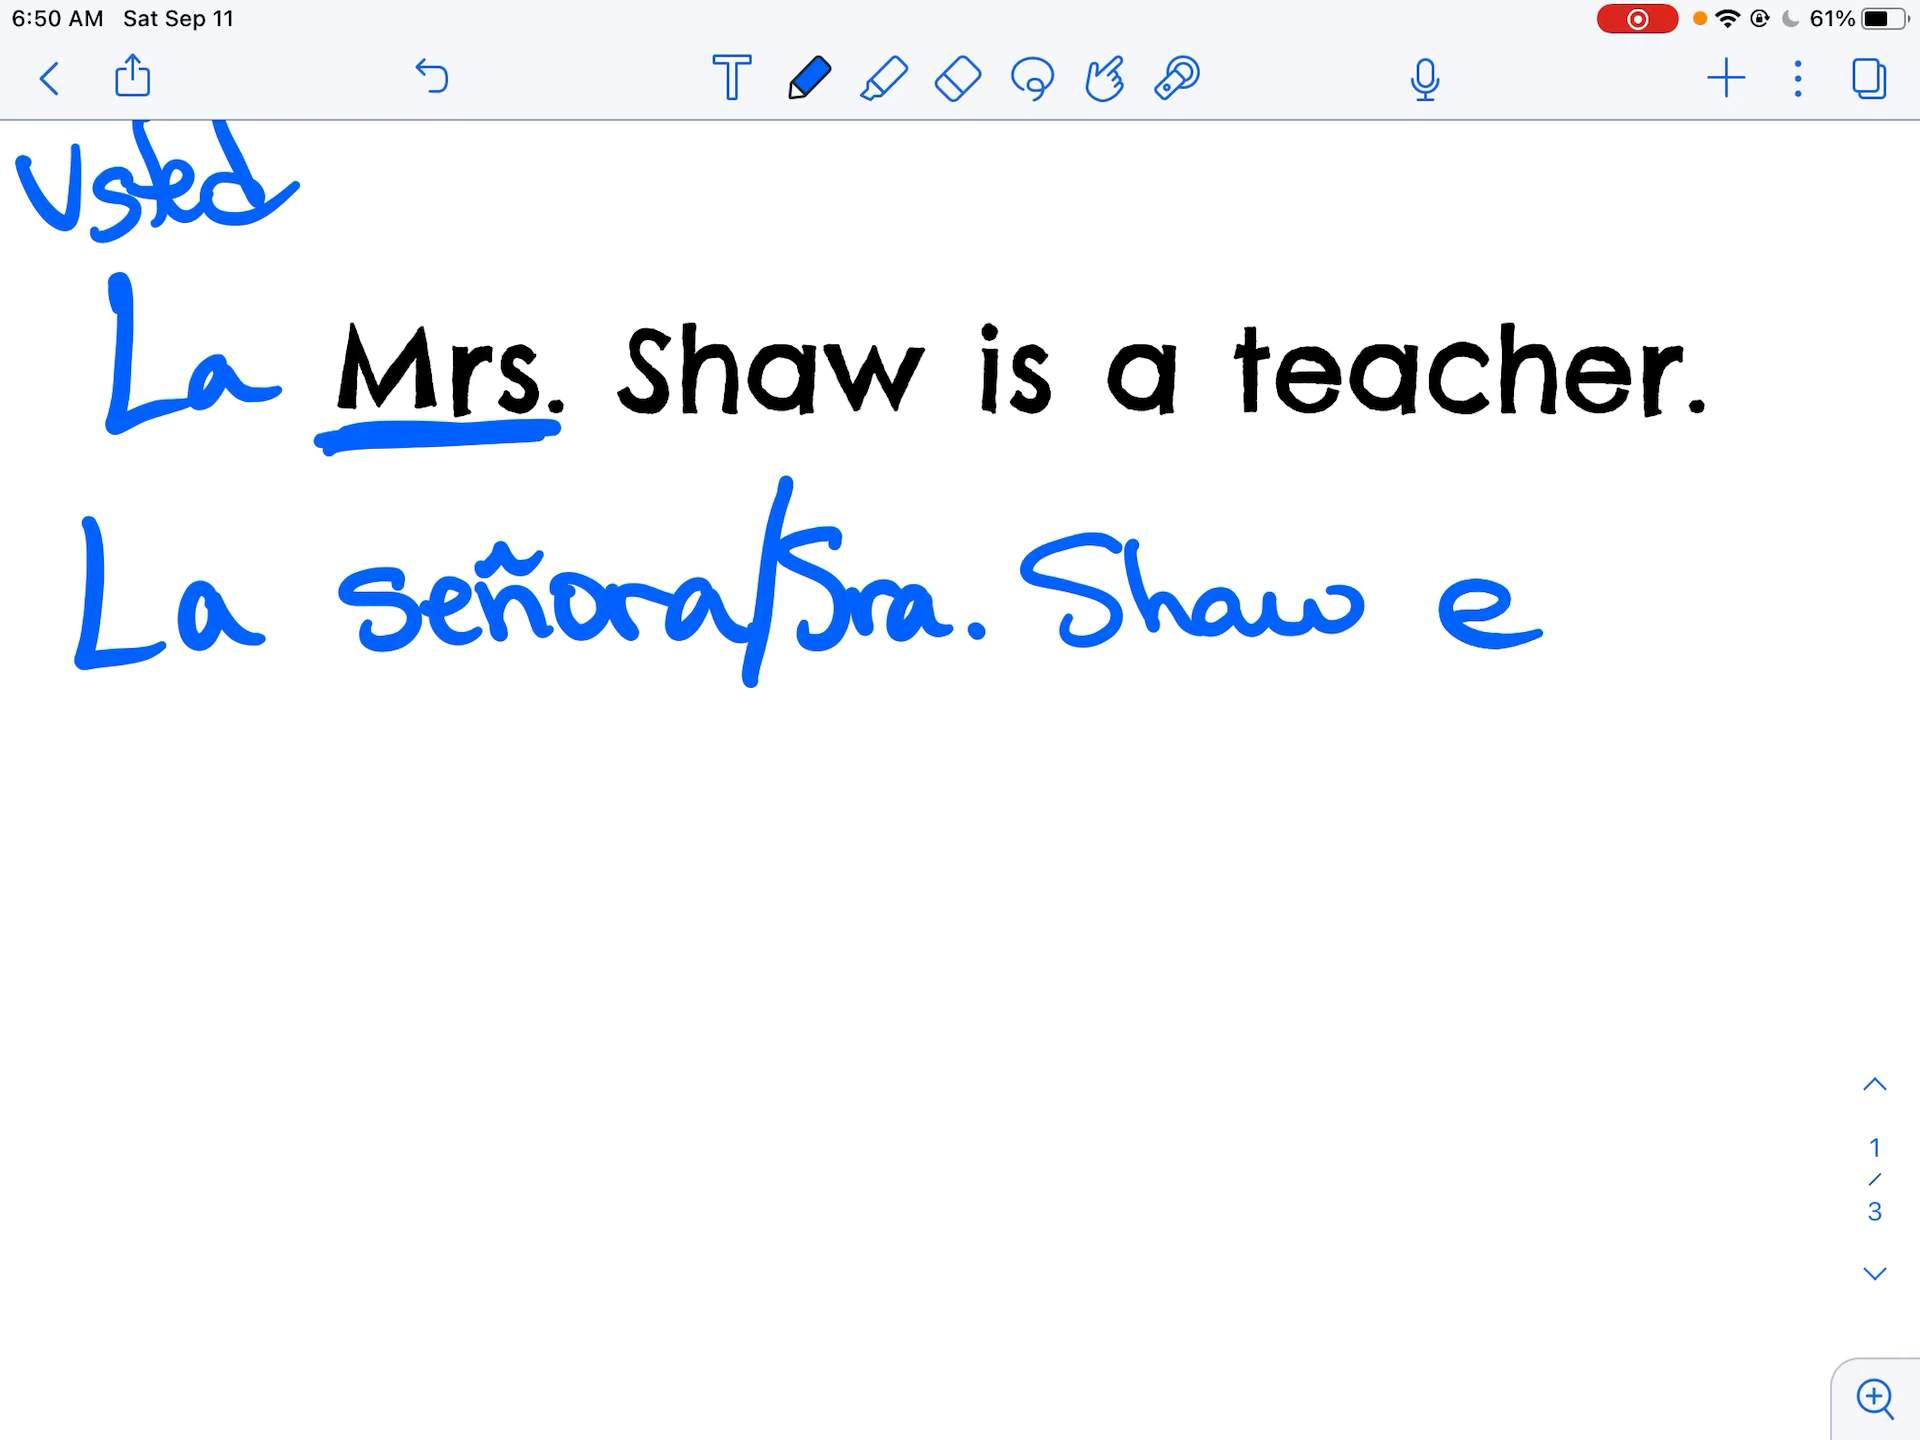 6:50 AM Sat Sep 11 61%
T
Usted
La Mrs. Shaw is a teacher.
La señora/Sra. Shaw e
1
/
3